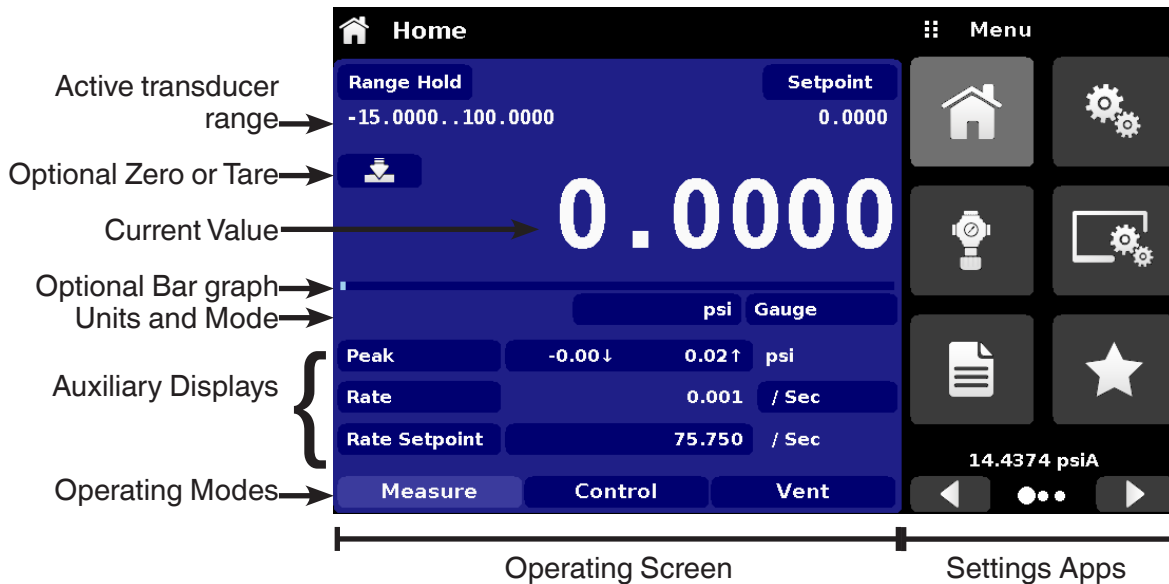 Home
Menu
Active transducer
range
Range Hold
Setpoint
-15.0000..100.0000
0.0000
Optional Zero or Tare
Current Value
0.0000
Optional Bar graph
Units and Mode
psi
Gauge
Auxiliary Displays
Peak
-0.00↓
0.02↑
psi
Rate
0.001
/ Sec
Rate Setpoint
75.750
/ Sec
Operating Modes
Measure
Control
Vent
14.4374 psiA
Operating Screen
Settings Apps